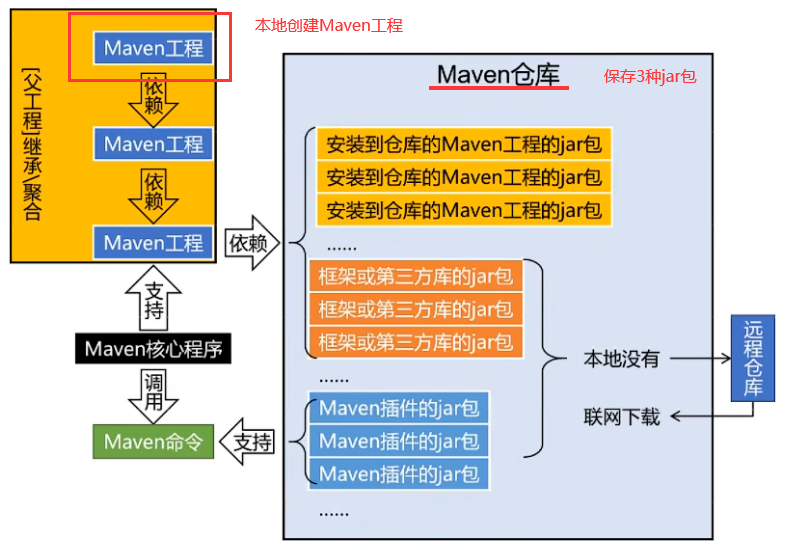 本地创建Maven工程
Maven工程
依赖
Maven工程
依赖
Maven工程
[父工程]继承\聚合
支持
Maven核心程序
调用
Maven命令
依赖
支持
Maven仓库
保存3种jar包
安装到仓库的Maven工程的jar包
安装到仓库的Maven工程的jar包
安装到仓库的Maven工程的jar包
......
框架或第三方库的jar包
框架或第三方库的jar包
框架或第三方库的jar包
......
Maven插件的jar包
Maven插件的jar包
Maven插件的jar包
......
本地没有
联网下载
远程仓库